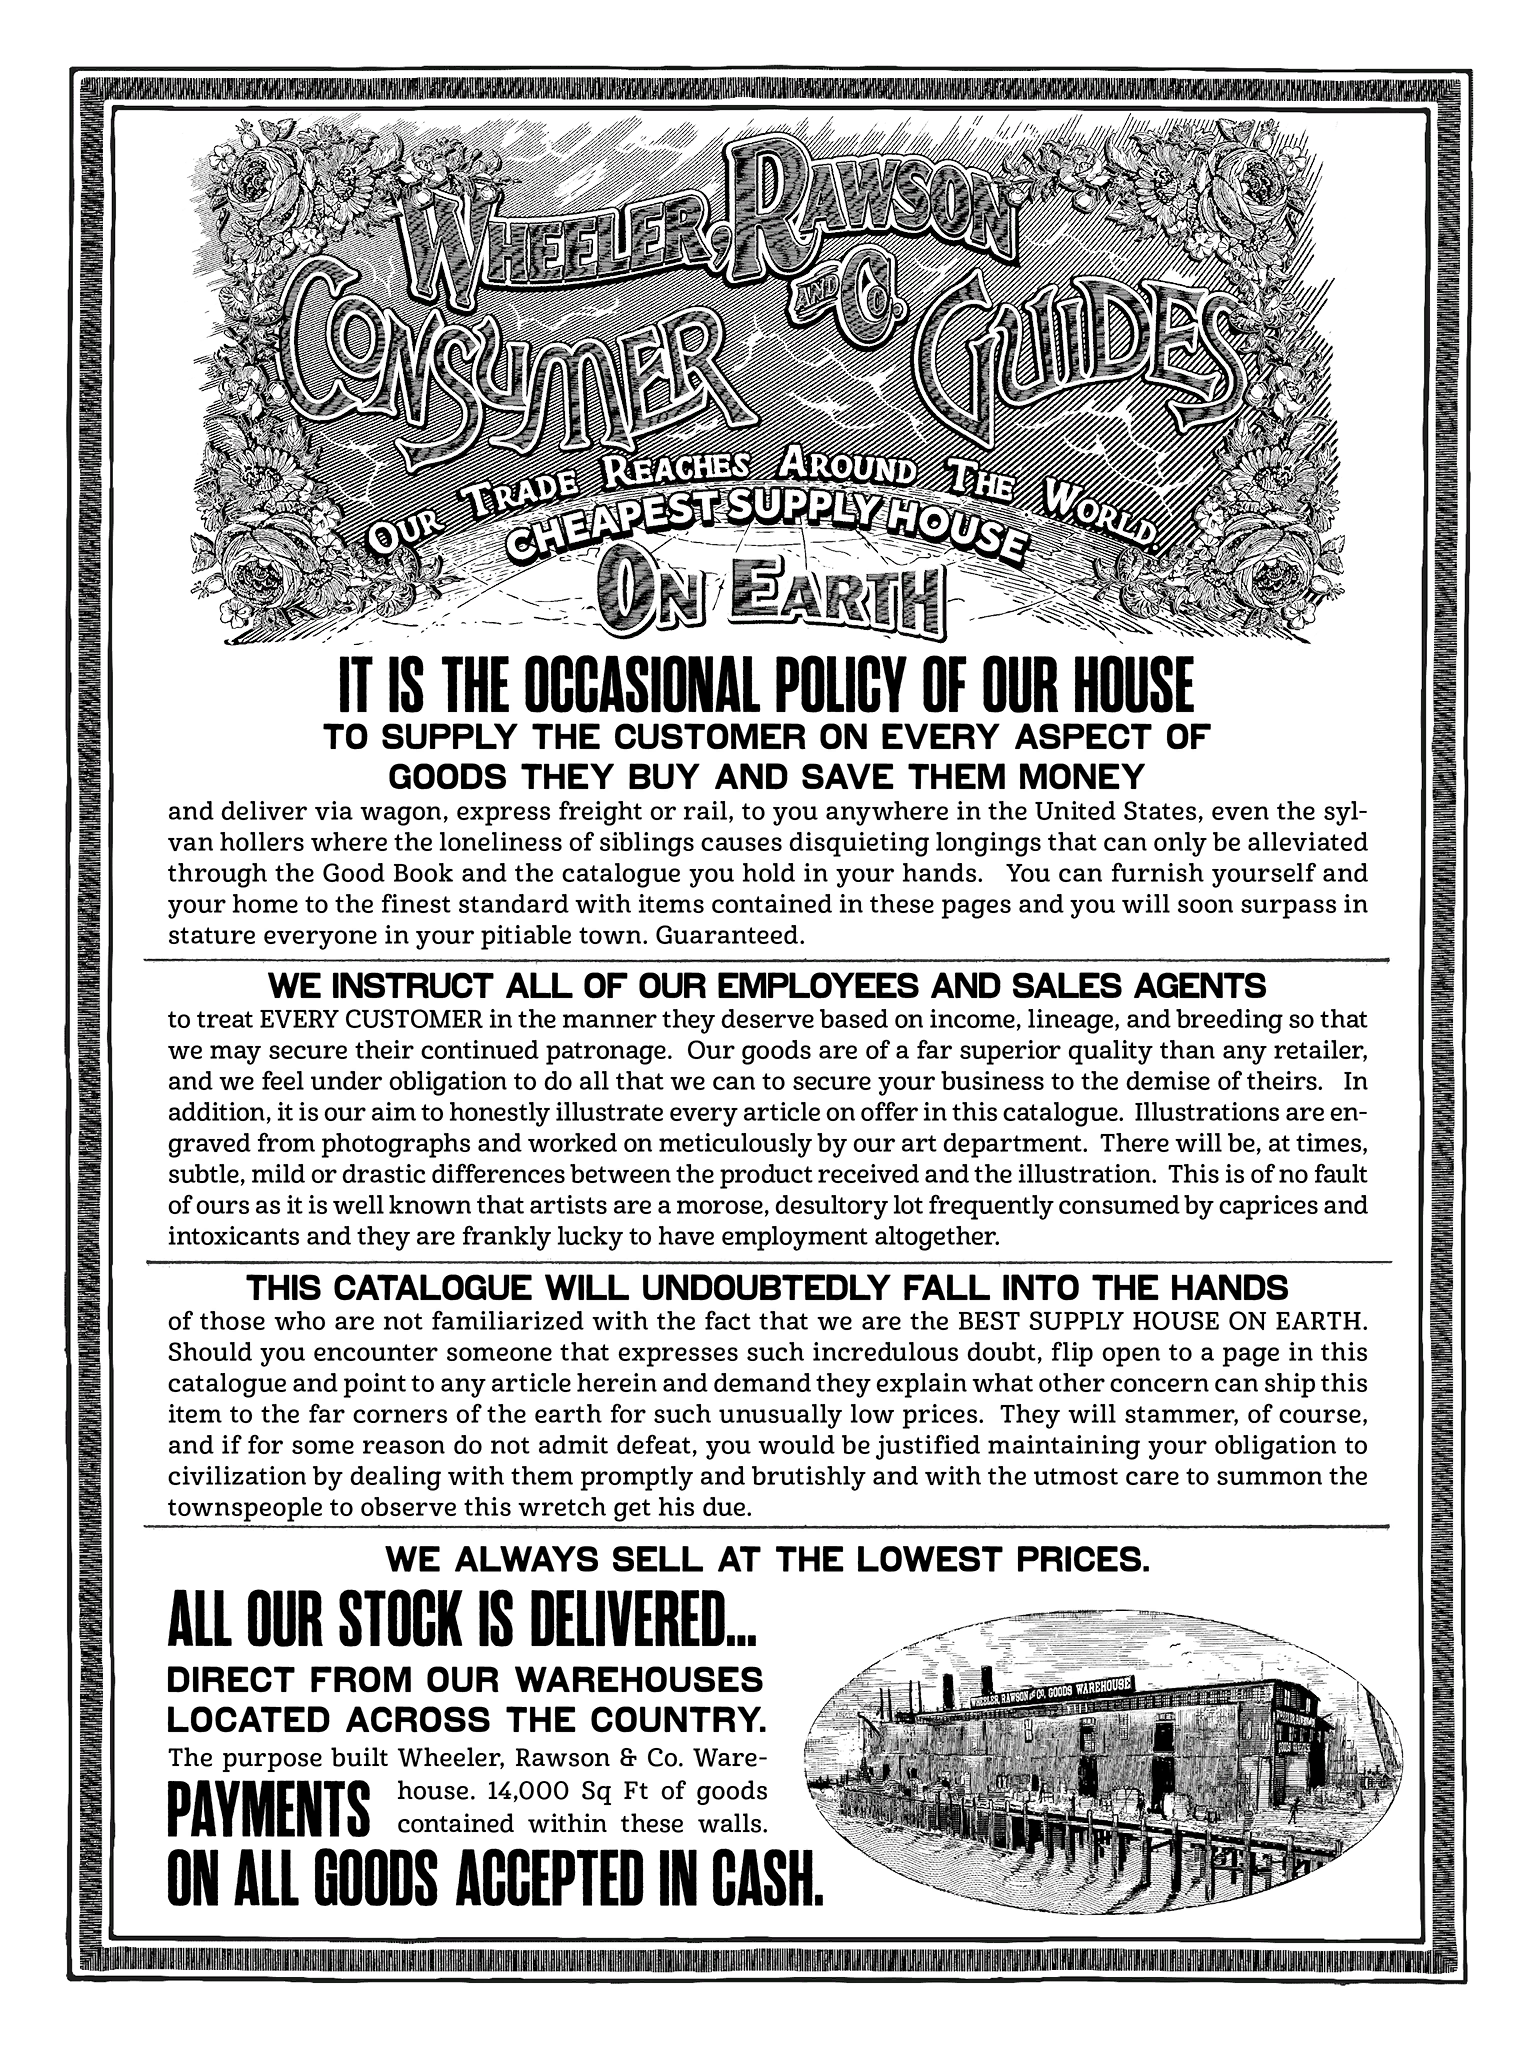 WHEELER, RAWSON
AND CO.
CONSUMER GUIDES
OUR TRADE REACHES AROUND THE WORLD.
CHEAPEST SUPPLY HOUSE
ON EARTH
IT IS THE OCCASIONAL POLICY OF OUR HOUSE
TO SUPPLY THE CUSTOMER ON EVERY ASPECT OF
GOODS THEY BUY AND SAVE THEM MONEY
and deliver via wagon, express freight or rail, to you anywhere in the United States, even the syl-
van hollers where the loneliness of siblings causes disquieting longings that can only be alleviated
through the Good Book and the catalogue you hold in your hands. You can furnish yourself and
your home to the finest standard with items contained in these pages and you will soon surpass in
stature everyone in your pitiable town. Guaranteed.
WE INSTRUCT ALL OF OUR EMPLOYEES AND SALES AGENTS
to treat EVERY CUSTOMER in the manner they deserve based on income, lineage, and breeding so that
we may secure their continued patronage. Our goods are of a far superior quality than any retailer,
and we feel under obligation to do all that we can to secure your business to the demise of theirs. In
addition, it is our aim to honestly illustrate every article on offer in this catalogue. Illustrations are en-
graved from photographs and worked on meticulously by our art department. There will be, at times,
subtle, mild or drastic differences between the product received and the illustration. This is of no fault
of ours as it is well known that artists are a morose, desultory lot frequently consumed by caprices and
intoxicants and they are frankly lucky to have employment altogether.
THIS CATALOGUE WILL UNDOUBTEDLY FALL INTO THE HANDS
of those who are not familiarized with the fact that we are the BEST SUPPLY HOUSE ON EARTH.
Should you encounter someone that expresses such incredulous doubt, flip open to a page in this
catalogue and point to any article herein and demand they explain what other concern can ship this
item to the far corners of the earth for such unusually low prices. They will stammer, of course,
and if for some reason do not admit defeat, you would be justified maintaining your obligation to
civilization by dealing with them promptly and brutishly and with the utmost care to summon the
townspeople to observe this wretch get his due.
WE ALWAYS SELL AT THE LOWEST PRICES.
ALL OUR STOCK IS DELIVERED...
DIRECT FROM OUR WAREHOUSES
LOCATED ACROSS THE COUNTRY.
The purpose built Wheeler, Rawson & Co. Ware-
house. 14,000 Sq Ft of goods
contained within these walls.
PAYMENTS
ON ALL GOODS ACCEPTED IN CASH.
WHEELER, RAWSON AND CO. GOODS WAREHOUSE